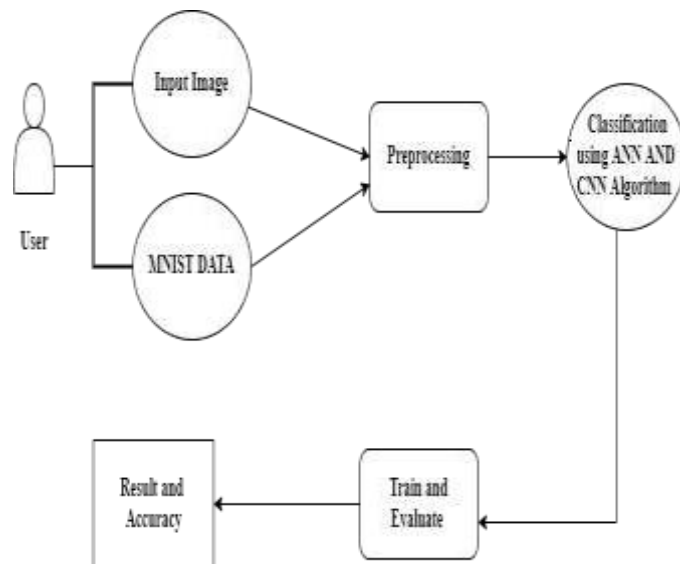 Input Image
User
MNIST DATA
Preprocessing
Classification
using ANN AND
CNN Algorithm
Train and
Evaluate
Result and
Accuracy